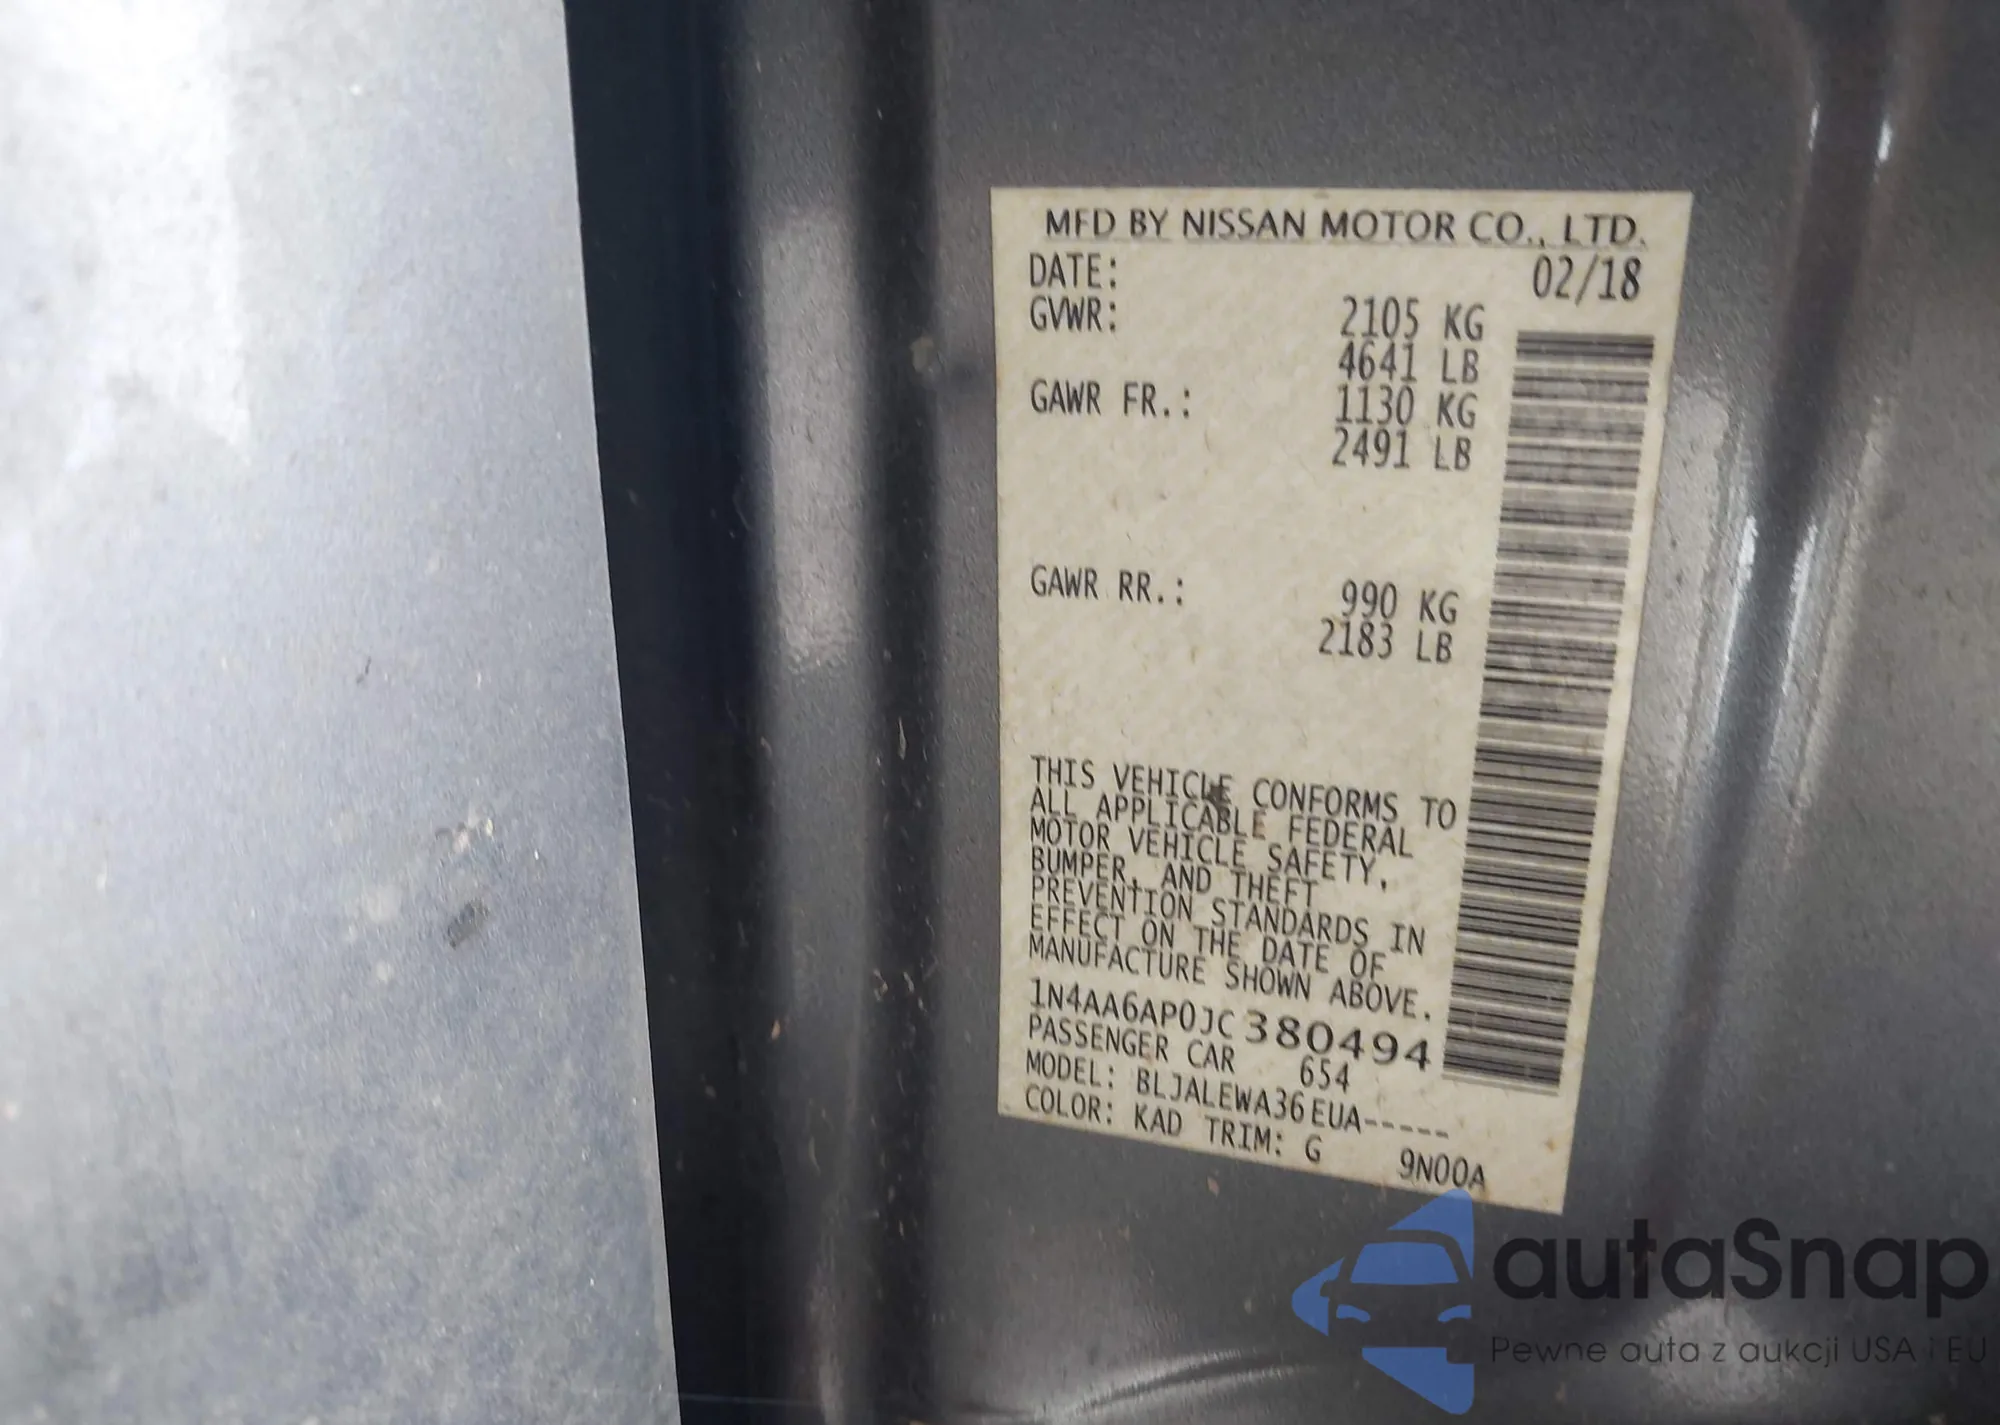 MFD BY NISSAN MOTOR CO., LTD.
DATE: 02/18
GVWR: 2105 KG
4641 LB
GAWR FR.: 1130 KG
2491 LB
GAWR RR.: 990 KG
2183 LB
THIS VEHICLE CONFORMS TO
ALL APPLICABLE FEDERAL
MOTOR VEHICLE SAFETY,
BUMPER, AND THEFT
PREVENTION STANDARDS IN
EFFECT ON THE DATE OF
MANUFACTURE SHOWN ABOVE.
1N4AA6AP0JC380494
PASSENGER CAR 654
MODEL: BLJALEWA36EUA-----
COLOR: KAD TRIM: G 9N00A
autaSnap
Pewne auta z aukcji USA i EU